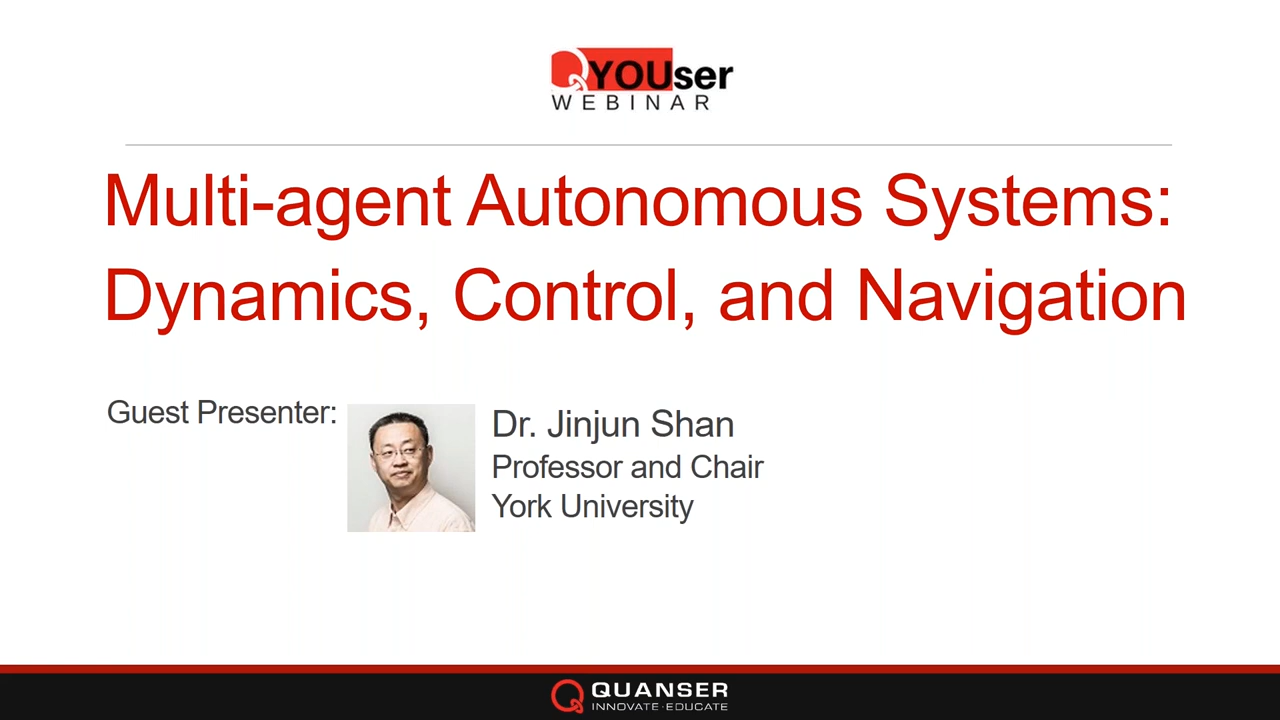 QYOUser
WEBINAR
Multi-agent Autonomous Systems:
Dynamics, Control, and Navigation
Guest Presenter:
Dr. Jinjun Shan
Professor and Chair
York University
QUANSER
INNOVATE·EDUCATE